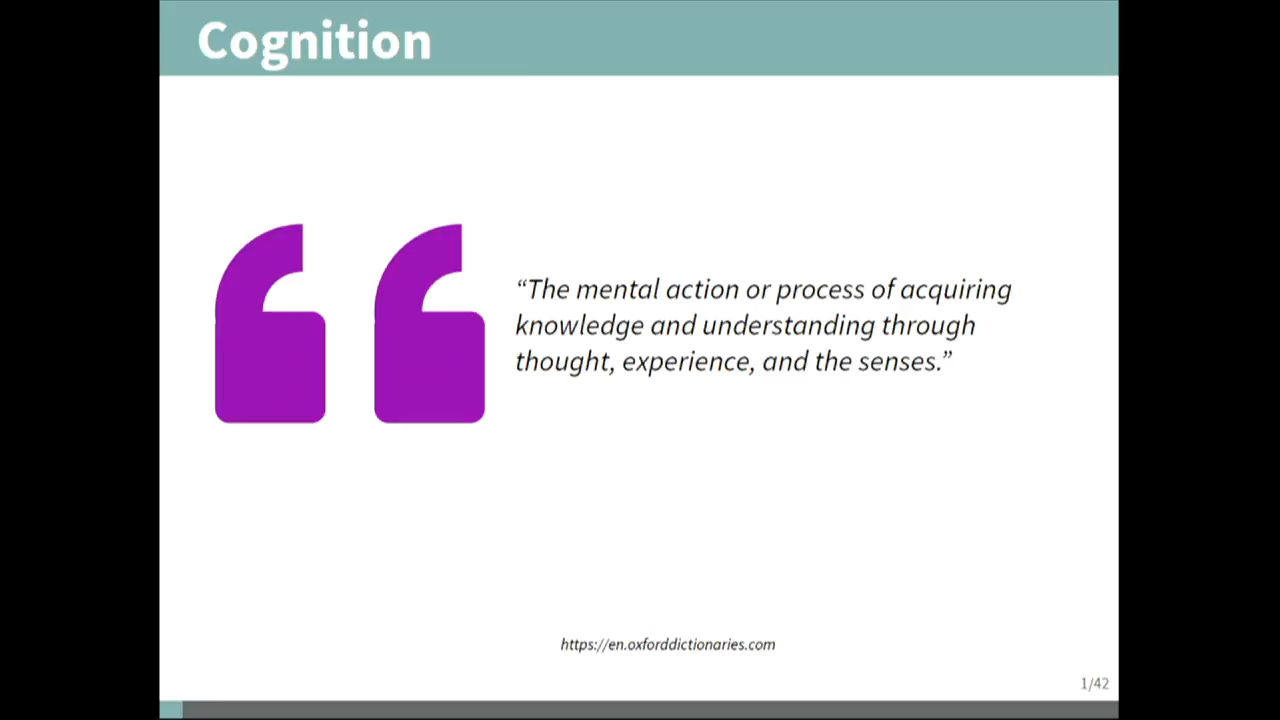 Cognition
“The mental action or process of acquiring
knowledge and understanding through
thought, experience, and the senses.”
https://en.oxforddictionaries.com
1/42